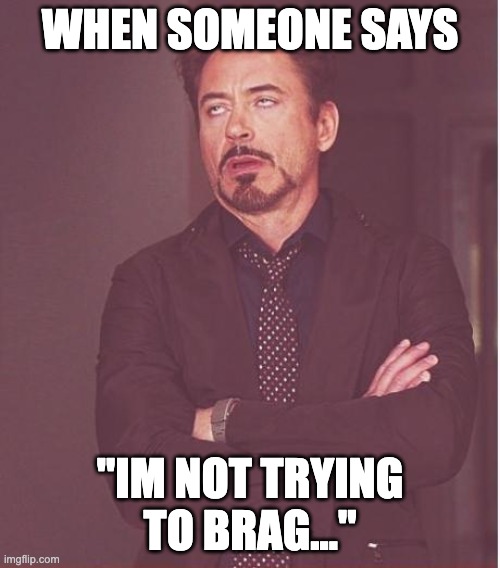 WHEN SOMEONE SAYS
"IM NOT TRYING
TO BRAG..."
imgflip.com